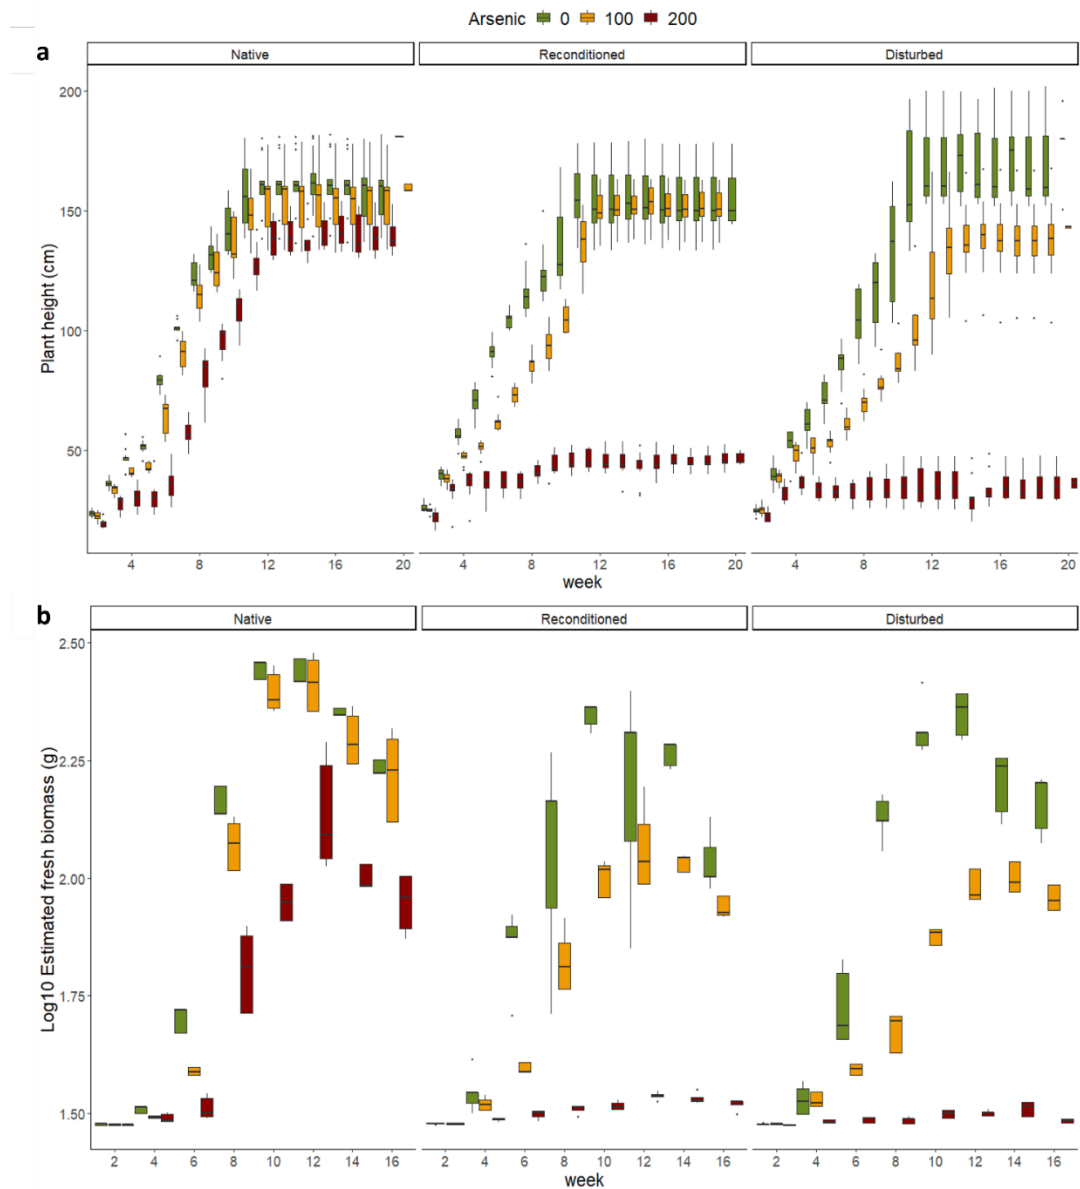 Arsenic 0 100 200
a
Native Reconditioned Disturbed
200
150
100
50
Plant height (cm)
4 8 12 16 20 4 8 12 16 20 4 8 12 16 20
week
b
Native Reconditioned Disturbed
2.50
2.25
2.00
1.75
1.50
Log10 Estimated fresh biomass (g)
2 4 6 8 10 12 14 16 2 4 6 8 10 12 14 16 2 4 6 8 10 12 14 16
week